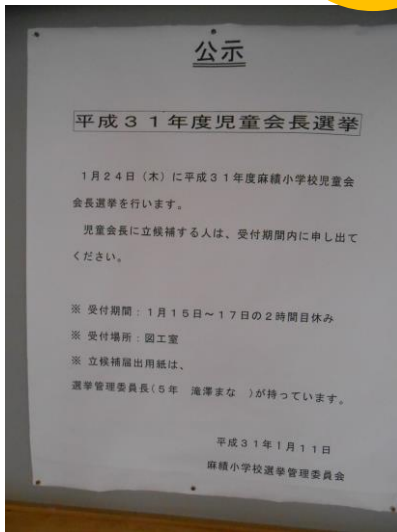 公示
平成31年度児童会長選挙
1月24日（木）に平成31年度麻績小学校児童会
会長選挙を行います。
児童会長に立候補する人は、受付期間内に申し出て
ください。
※ 受付期間：1月15日～17日の2時間目休み
※ 受付場所：図工室
※ 立候補届出用紙は、
選挙管理委員長（5年 滝澤まな ）が持っています。
平成31年1月11日
麻績小学校選挙管理委員会